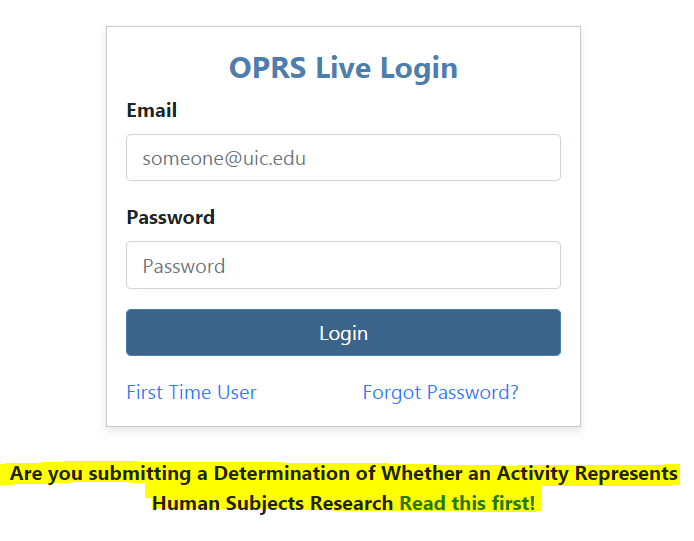 OPRS Live Login
Email
someone@uic.edu
Password
Password
Login
First Time User Forgot Password?
Are you submitting a Determination of Whether an Activity Represents
Human Subjects Research Read this first!